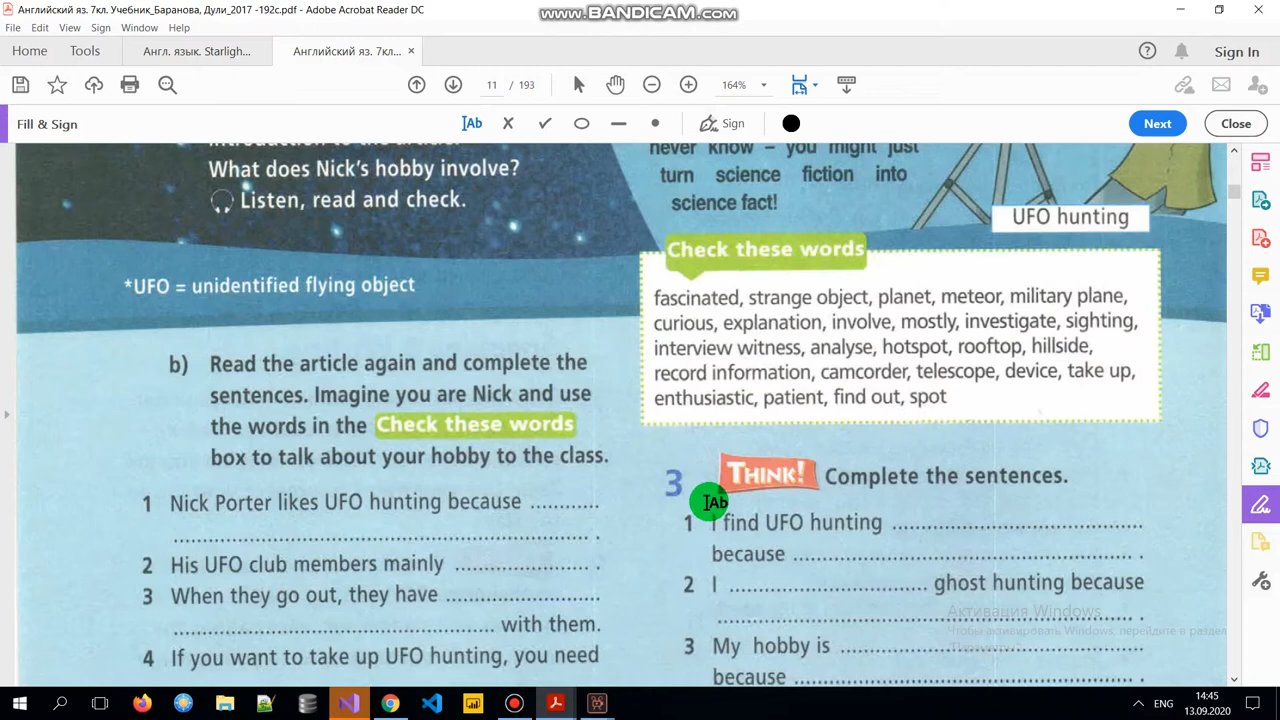 Английский яз. 7кл. Учебник_Баранова, Дули_2017 -192c.pdf - Adobe Acrobat Reader DC
WWW.BANDICAM.COM
File Edit View Sign Window Help
Home Tools Англ. язык. Starligh... Английский яз. 7кл... × Sign In
11 / 193 164%
Fill & Sign
Ab Sign Next Close
What does Nick's hobby involve?
Listen, read and check.
*UFO = unidentified flying object
never know – you might just
turn science fiction into
science fact!
UFO hunting
Check these words
fascinated, strange object, planet, meteor, military plane,
curious, explanation, involve, mostly, investigate, sighting,
interview witness, analyse, hotspot, rooftop, hillside,
record information, camcorder, telescope, device, take up,
enthusiastic, patient, find out, spot
b) Read the article again and complete the
sentences. Imagine you are Nick and use
the words in the Check these words
box to talk about your hobby to the class.
1 Nick Porter likes UFO hunting because ............
.................................................................................. .
2 His UFO club members mainly .......................... .
3 When they go out, they have ..............................
............................................................... with them.
4 If you want to take up UFO hunting, you need
3 THINK! Complete the sentences.
Ab
1 I find UFO hunting ..................................................
because .................................................................... .
2 I ....................................... ghost hunting because
.................................................................................... .
3 My hobby is ............................................................
because .................................................................... .
Активация Windows
Чтобы активировать Windows, перейдите в раздел
"Параметры".
ENG
14:45
13.09.2020